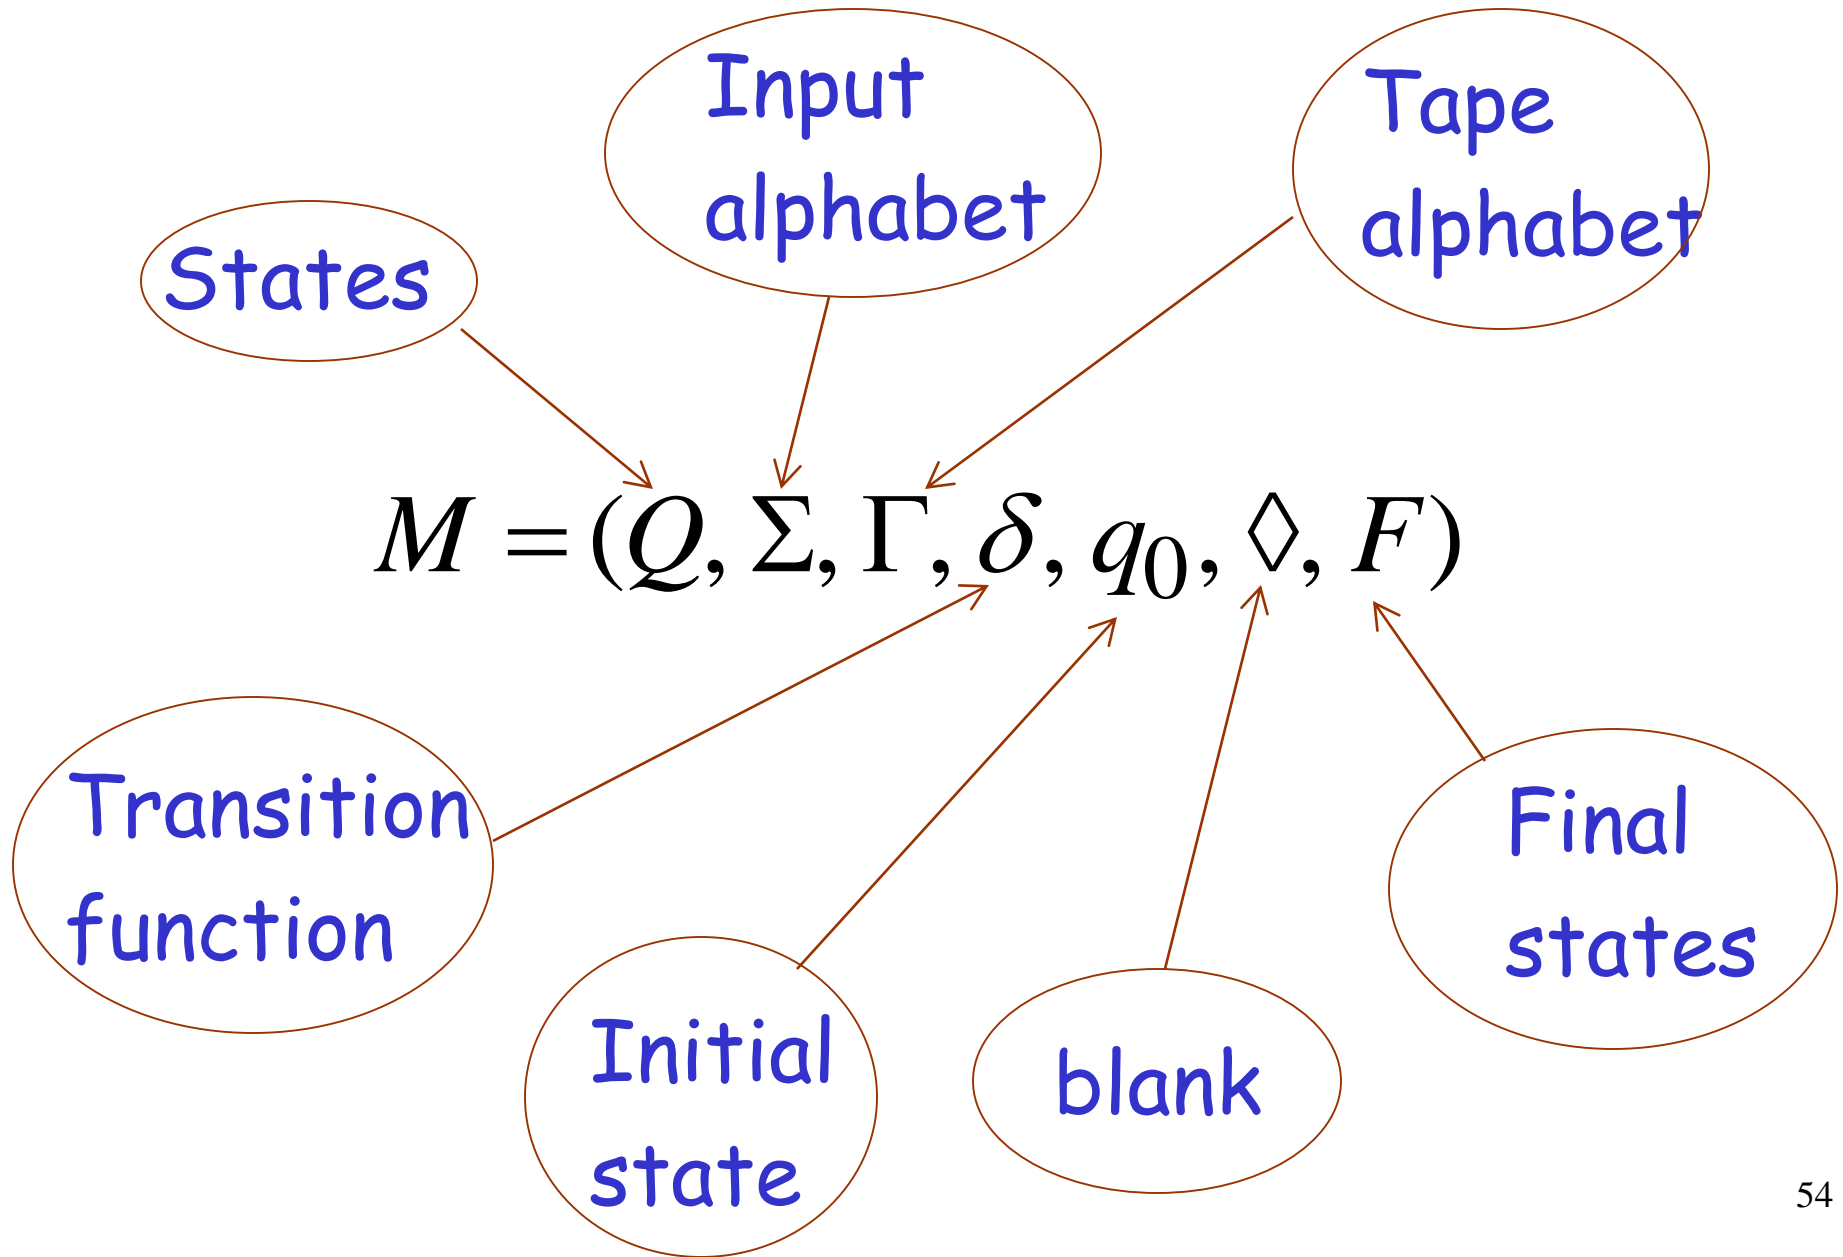 Input
alphabet
Tape
alphabet
States
M = (Q, Σ, Γ, δ, q₀, ◊, F)
Transition
function
Final
states
Initial
state
blank
54